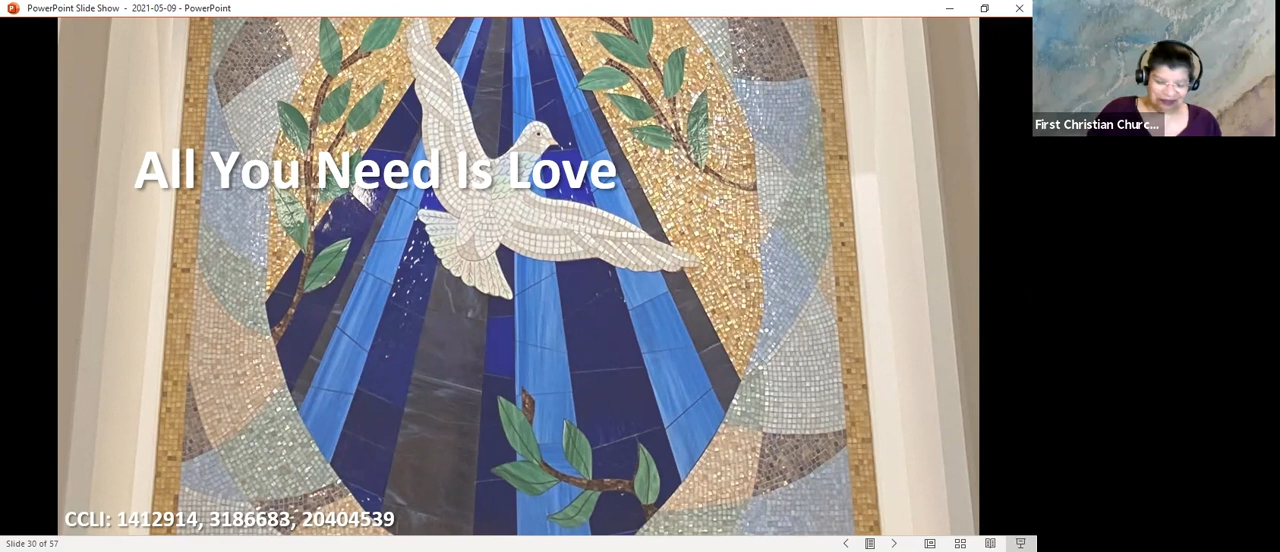 PowerPoint Slide Show - 2021-05-09 - PowerPoint
First Christian Churc...
All You Need Is Love
CCLI: 1412914, 3186683, 20404539
Slide 30 of 57